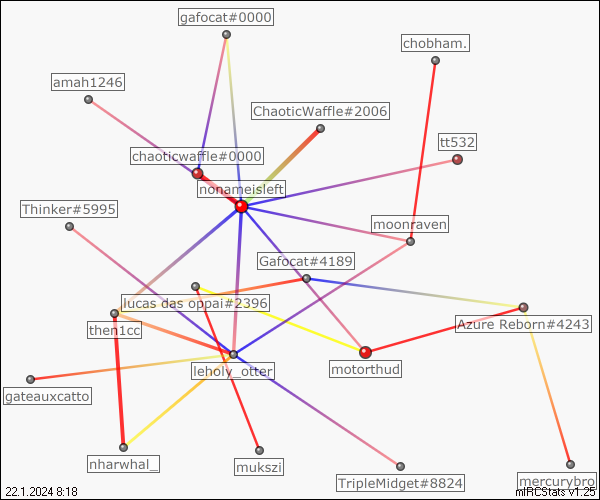 gafocat#0000
chobham.
amah1246
ChaoticWaffle#2006
tt532
chaoticwaffle#0000
nonameisleft
Thinker#5995
moonraven
Gafocat#4189
lucas das oppai#2396
Azure Reborn#4243
then1cc
leholy_otter
motorthud
gateauxcatto
nharwhal_
mukszi
TripleMidget#8824
mercurybro
22.1.2024 8:18
mIRCStats v1.25